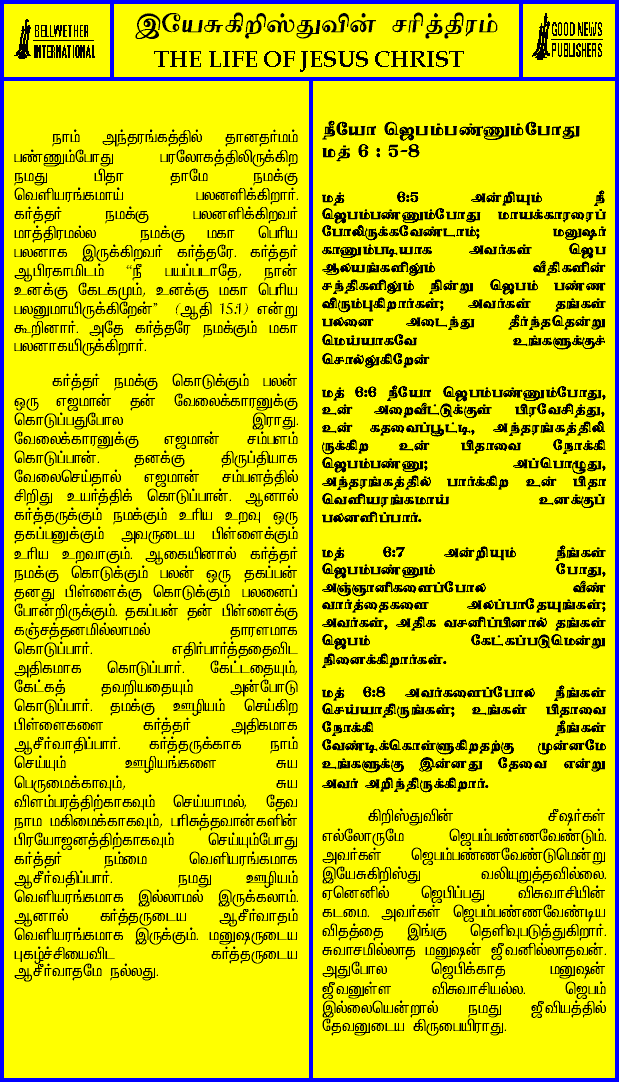 BELLWETHER
INTERNATIONAL
இயேசுகிறிஸ்துவின் சரித்திரம்
THE LIFE OF JESUS CHRIST
GOOD NEWS
PUBLISHERS
நாம் அந்தரங்கத்தில் தானதர்மம்
பண்ணும்போது பரலோகத்திலிருக்கிற
நமது பிதா தாமே நமக்கு
வெளியரங்கமாய் பலனளிக்கிறார்.
கர்த்தர் நமக்கு பலனளிக்கிறவர்
மாத்திரமல்ல நமக்கு மகா பெரிய
பலனாக இருக்கிறவர் கர்த்தரே. கர்த்தர்
ஆபிரகாமிடம் “நீ பயப்படாதே, நான்
உனக்கு கேடகமும், உனக்கு மகா பெரிய
பலனுமாயிருக்கிறேன்” (ஆதி 15:1) என்று
கூறினார். அதே கர்த்தரே நமக்கும் மகா
பலனாகயிருக்கிறார்.
கர்த்தர் நமக்கு கொடுக்கும் பலன்
ஒரு எஜமான் தன் வேலைக்காரனுக்கு
கொடுப்பதுபோல இராது.
வேலைக்காரனுக்கு எஜமான் சம்பளம்
கொடுப்பான். தனக்கு திருப்தியாக
வேலைசெய்தால் எஜமான் சம்பளத்தில்
சிறிது உயர்த்திக் கொடுப்பான். ஆனால்
கர்த்தருக்கும் நமக்கும் உரிய உறவு ஒரு
தகப்பனுக்கும் அவருடைய பிள்ளைக்கும்
உரிய உறவாகும். ஆகையினால் கர்த்தர்
நமக்கு கொடுக்கும் பலன் ஒரு தகப்பன்
தனது பிள்ளைக்கு கொடுக்கும் பலனைப்
போன்றிருக்கும். தகப்பன் தன் பிள்ளைக்கு
கஞ்சத்தனமில்லாமல் தாரளமாக
கொடுப்பார். எதிர்பார்த்ததைவிட
அதிகமாக கொடுப்பார். கேட்டதையும்,
கேட்கத் தவறியதையும் அன்போடு
கொடுப்பார். தமக்கு ஊழியம் செய்கிற
பிள்ளைகளை கர்த்தர் அதிகமாக
ஆசீர்வாதிப்பார். கர்த்தருக்காக நாம்
செய்யும் ஊழியங்களை சுய
பெருமைக்காவும், சுய
விளம்பரத்திற்காகவும் செய்யாமல், தேவ
நாம மகிமைக்காகவும், பரிசுத்தவான்களின்
பிரயோஜனத்திற்காகவும் செய்யும்போது
கர்த்தர் நம்மை வெளியரங்கமாக
ஆசீர்வதிப்பார். நமது ஊழியம்
வெளியரங்கமாக இல்லாமல் இருக்கலாம்.
ஆனால் கர்த்தருடைய ஆசீர்வாதம்
வெளியரங்கமாக இருக்கும். மனுஷருடைய
புகழ்ச்சியைவிட கர்த்தருடைய
ஆசீர்வாதமே நல்லது.
நீயோ ஜெபம்பண்ணும்போது
மத் 6 : 5-8
மத் 6:5 அன்றியும் நீ
ஜெபம்பண்ணும்போது மாயக்காரரைப்
போலிருக்கவேண்டாம்; மனுஷர்
காணும்படியாக அவர்கள் ஜெப
ஆலயங்களிலும் வீதிகளின்
சந்திகளிலும் நின்று ஜெபம் பண்ண
விரும்புகிறார்கள்; அவர்கள் தங்கள்
பலனை அடைந்து தீர்ந்ததென்று
மெய்யாகவே உங்களுக்குச்
சொல்லுகிறேன்
மத் 6:6 நீயோ ஜெபம்பண்ணும்போது,
உன் அறைவீட்டுக்குள் பிரவேசித்து,
உன் கதவைப்பூட்டி, அந்தரங்கத்திலி
ருக்கிற உன் பிதாவை நோக்கி
ஜெபம்பண்ணு; அப்பொழுது,
அந்தரங்கத்தில் பார்க்கிற உன் பிதா
வெளியரங்கமாய் உனக்குப்
பலனளிப்பார்.
மத் 6:7 அன்றியும் நீங்கள்
ஜெபம்பண்ணும் போது,
அஞ்ஞானிகளைப்போல வீண்
வார்த்தைகளை அலப்பாதேயுங்கள்;
அவர்கள், அதிக வசனிப்பினால் தங்கள்
ஜெபம் கேட்கப்படுமென்று
நினைக்கிறார்கள்.
மத் 6:8 அவர்களைப்போல நீங்கள்
செய்யாதிருங்கள்; உங்கள் பிதாவை
நோக்கி நீங்கள்
வேண்டிக்கொள்ளுகிறதற்கு முன்னமே
உங்களுக்கு இன்னது தேவை என்று
அவர் அறிந்திருக்கிறார்.
கிறிஸ்துவின் சீஷர்கள்
எல்லோருமே ஜெபம்பண்ணவேண்டும்.
அவர்கள் ஜெபம்பண்ணவேண்டுமென்று
இயேசுகிறிஸ்து வலியுறுத்தவில்லை.
ஏனெனில் ஜெபிப்பது விசுவாசியின்
கடமை. அவர்கள் ஜெபம்பண்ணவேண்டிய
விதத்தை இங்கு தெளிவுபடுத்துகிறார்.
சுவாசமில்லாத மனுஷன் ஜீவனில்லாதவன்.
அதுபோல ஜெபிக்காத மனுஷன்
ஜீவனுள்ள விசுவாசியல்ல. ஜெபம்
இல்லையென்றால் நமது ஜீவியத்தில்
தேவனுடைய கிருபையிராது.